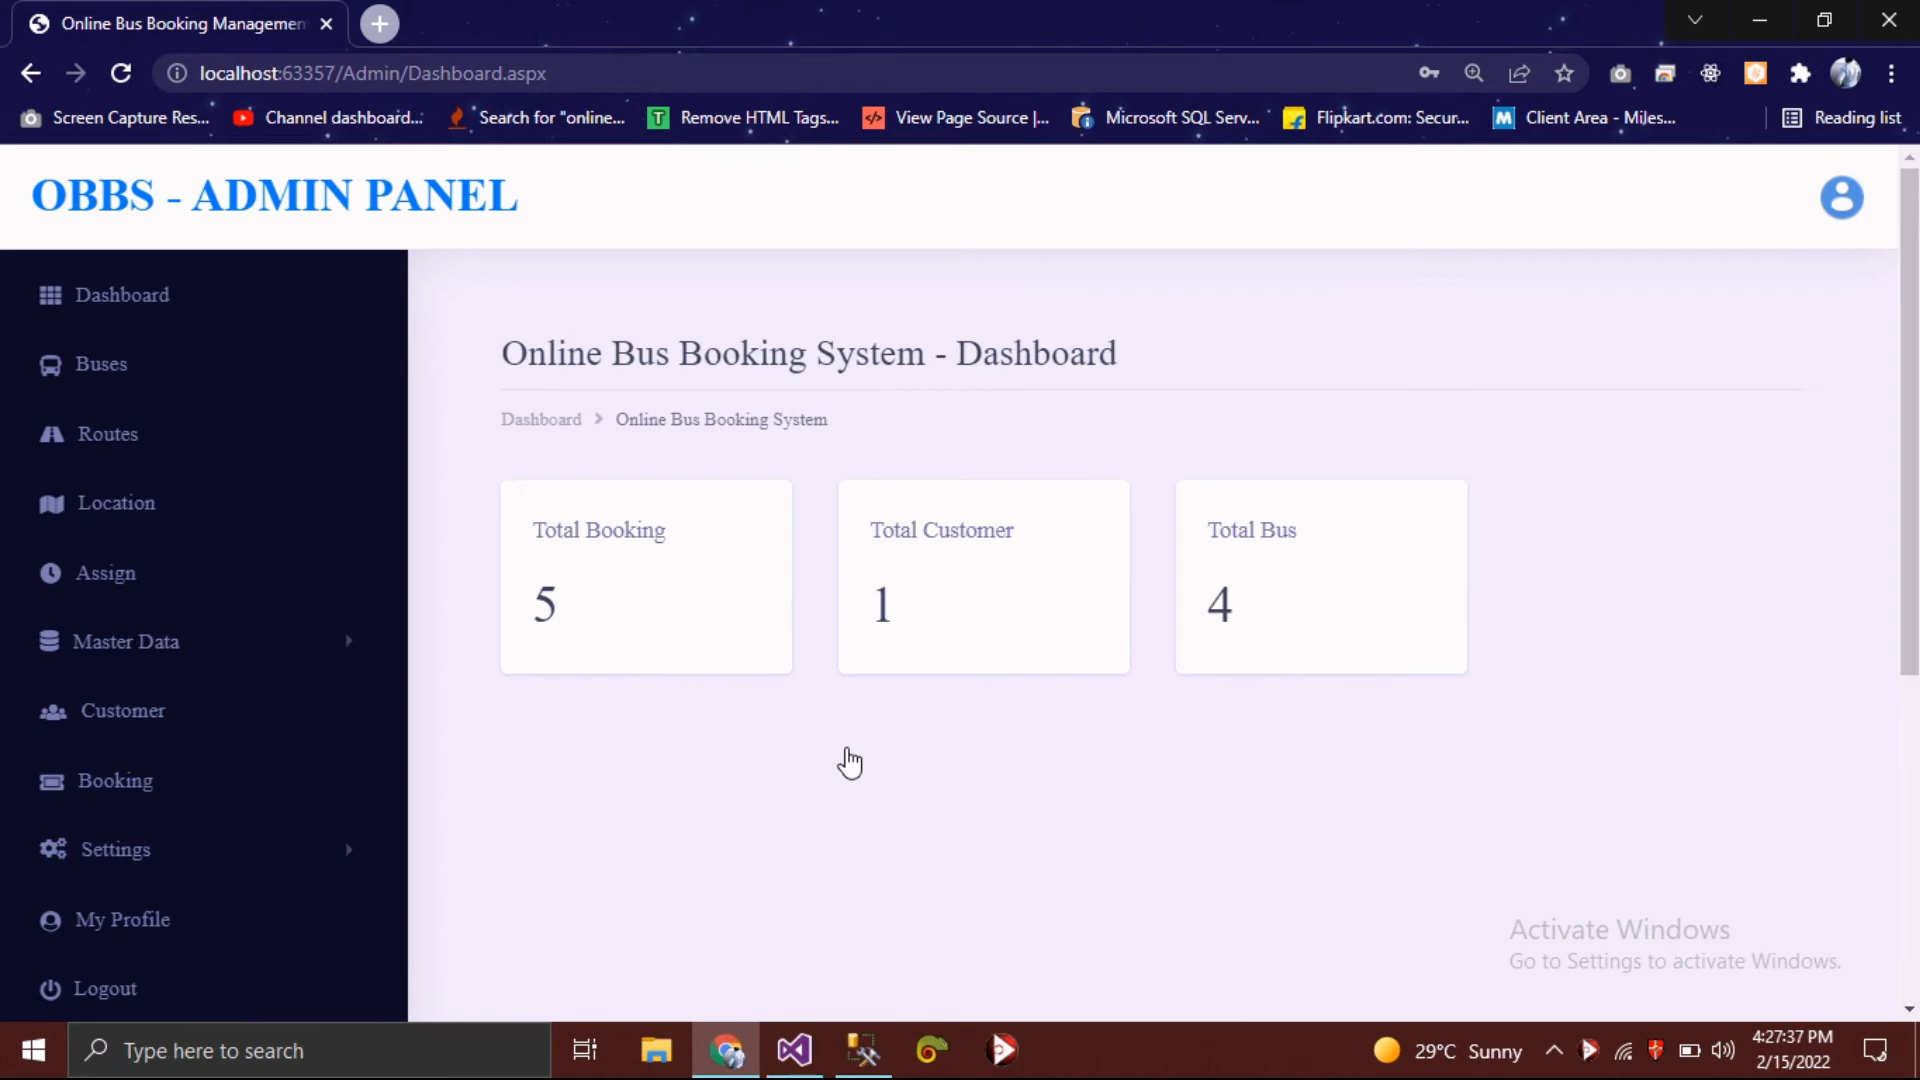 Online Bus Booking Managemen
localhost:63357/Admin/Dashboard.aspx
Screen Capture Res... Channel dashboard... Search for "online... Remove HTML Tags... View Page Source |... Microsoft SQL Serv... Flipkart.com: Secur... Client Area - Miles... Reading list
OBBS - ADMIN PANEL
Dashboard
Buses
Routes
Location
Assign
Master Data
Customer
Booking
Settings
My Profile
Logout
Online Bus Booking System - Dashboard
Dashboard > Online Bus Booking System
Total Booking
5
Total Customer
1
Total Bus
4
Activate Windows
Go to Settings to activate Windows.
Type here to search
29°C Sunny
4:27:37 PM
2/15/2022